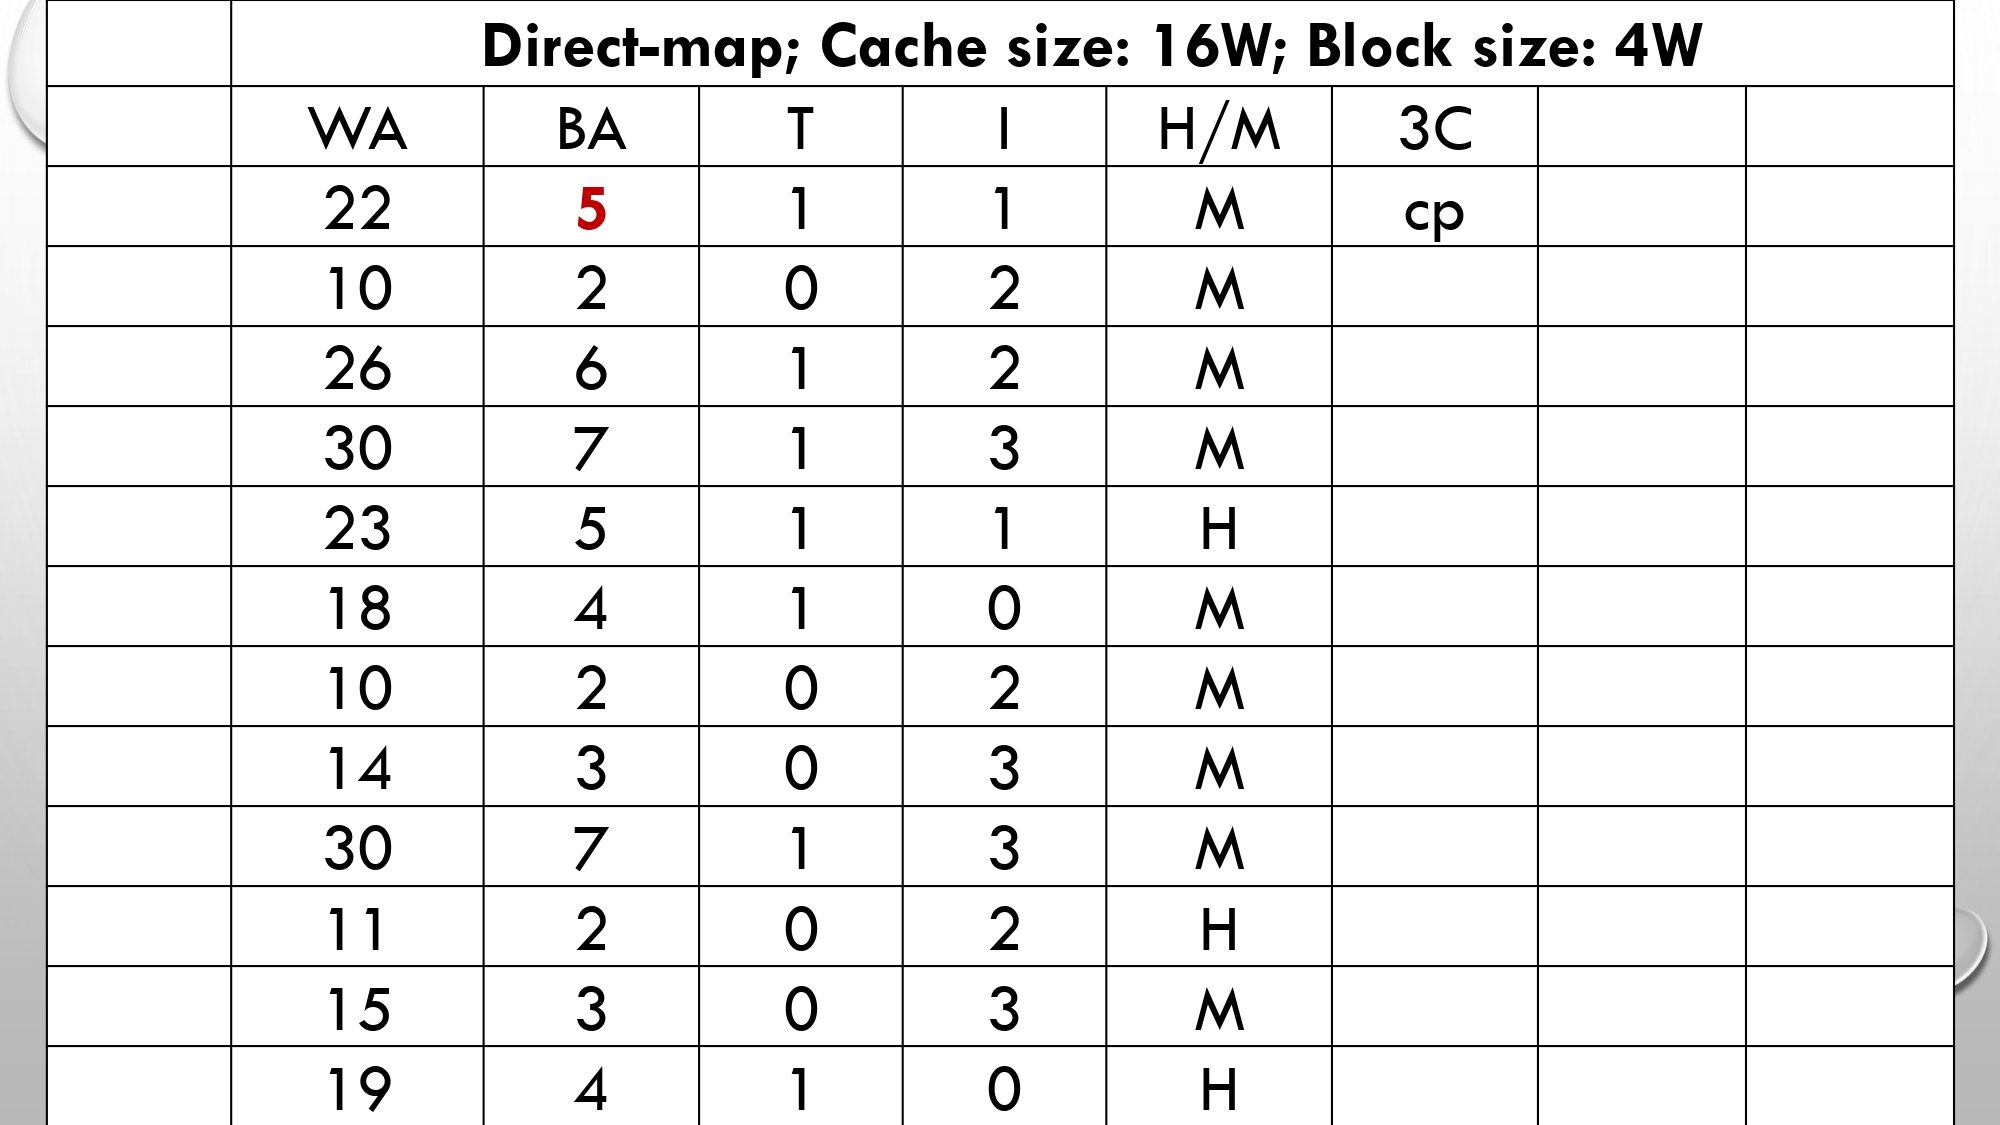 Direct-map; Cache size: 16W; Block size: 4W
WA BA T I H/M 3C
22 5 1 1 M cp
10 2 0 2 M
26 6 1 2 M
30 7 1 3 M
23 5 1 1 H
18 4 1 0 M
10 2 0 2 M
14 3 0 3 M
30 7 1 3 M
11 2 0 2 H
15 3 0 3 M
19 4 1 0 H